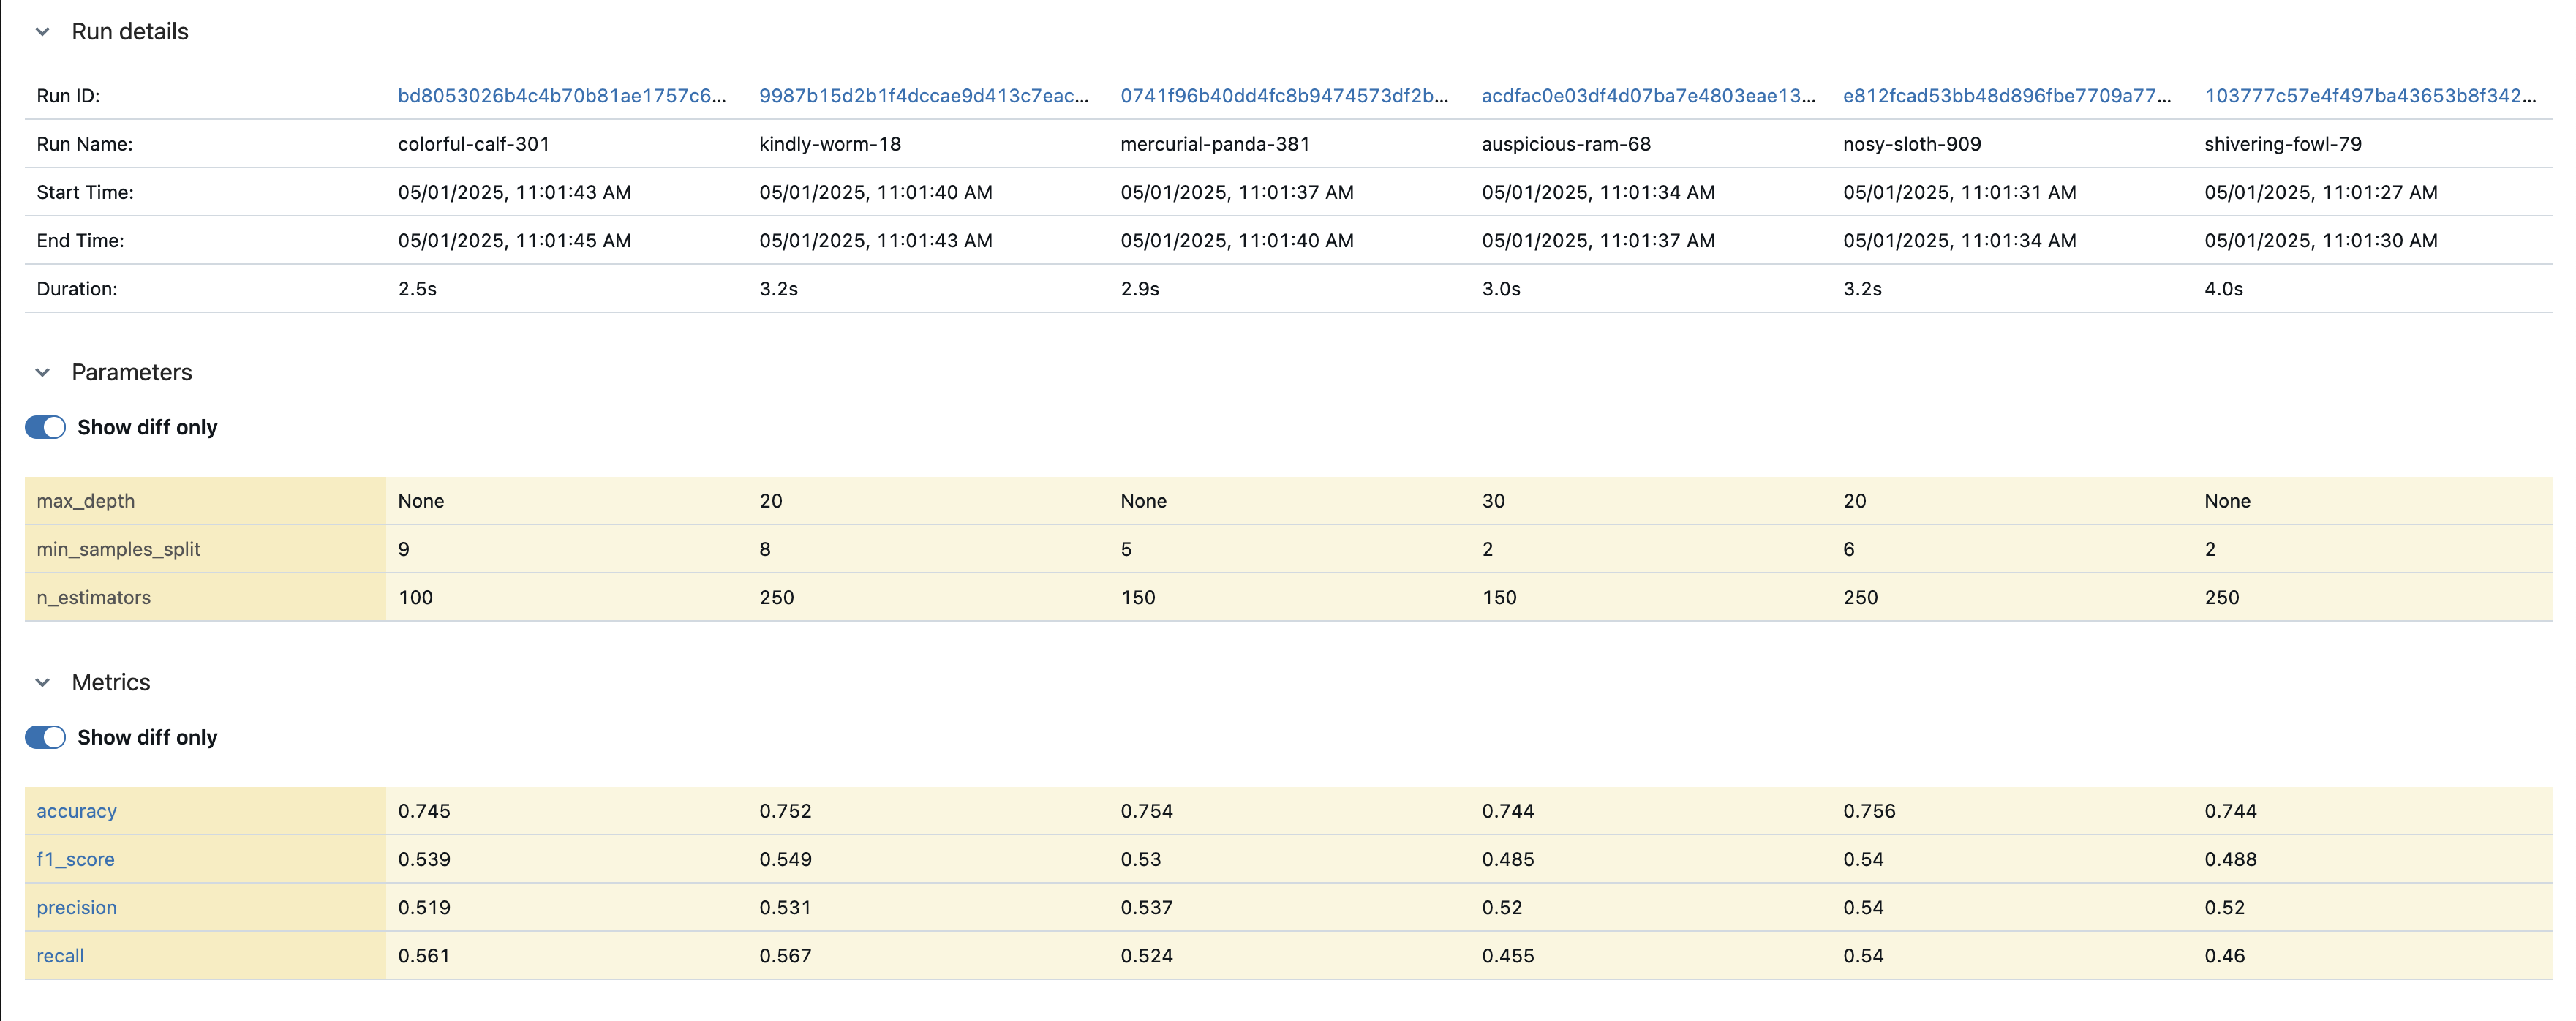 Run details
Run ID: bd8053026b4c4b70b81ae1757c6... 9987b15d2b1f4dccae9d413c7eac... 0741f96b40dd4fc8b9474573df2b... acdfac0e03df4d07ba7e4803eae13... e812fcad53bb48d896fbe7709a77... 103777c57e4f497ba43653b8f342...
Run Name: colorful-calf-301 kindly-worm-18 mercurial-panda-381 auspicious-ram-68 nosy-sloth-909 shivering-fowl-79
Start Time: 05/01/2025, 11:01:43 AM 05/01/2025, 11:01:40 AM 05/01/2025, 11:01:37 AM 05/01/2025, 11:01:34 AM 05/01/2025, 11:01:31 AM 05/01/2025, 11:01:27 AM
End Time: 05/01/2025, 11:01:45 AM 05/01/2025, 11:01:43 AM 05/01/2025, 11:01:40 AM 05/01/2025, 11:01:37 AM 05/01/2025, 11:01:34 AM 05/01/2025, 11:01:30 AM
Duration: 2.5s 3.2s 2.9s 3.0s 3.2s 4.0s
Parameters
Show diff only
max_depth None 20 None 30 20 None
min_samples_split 9 8 5 2 6 2
n_estimators 100 250 150 150 250 250
Metrics
Show diff only
accuracy 0.745 0.752 0.754 0.744 0.756 0.744
f1_score 0.539 0.549 0.53 0.485 0.54 0.488
precision 0.519 0.531 0.537 0.52 0.54 0.52
recall 0.561 0.567 0.524 0.455 0.54 0.46